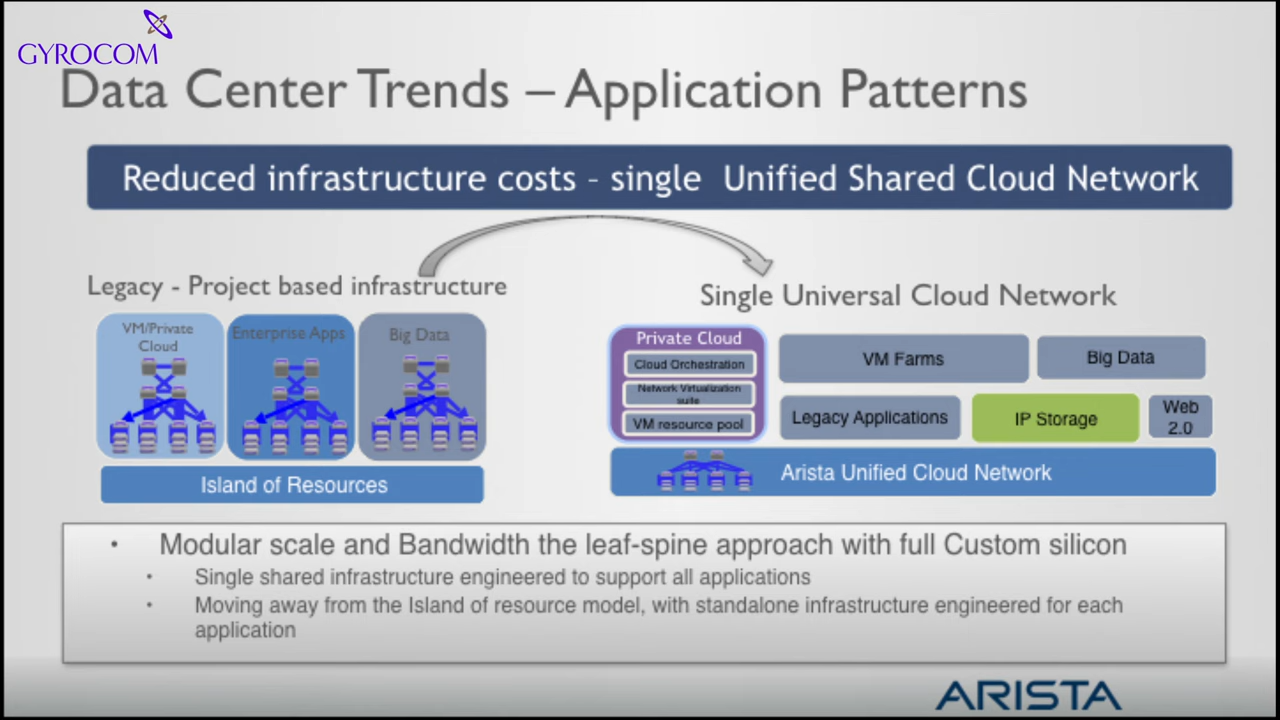 GYROCOM
Data Center Trends – Application Patterns
Reduced infrastructure costs – single Unified Shared Cloud Network
Legacy - Project based infrastructure
VM/Private
Cloud
Enterprise Apps
Big Data
Island of Resources
Single Universal Cloud Network
Private Cloud
Cloud Orchestration
Network Virtualization
suite
VM resource pool
VM Farms
Big Data
Legacy Applications
IP Storage
Web
2.0
Arista Unified Cloud Network
• Modular scale and Bandwidth the leaf-spine approach with full Custom silicon
• Single shared infrastructure engineered to support all applications
• Moving away from the Island of resource model, with standalone infrastructure engineered for each
application
ARISTA